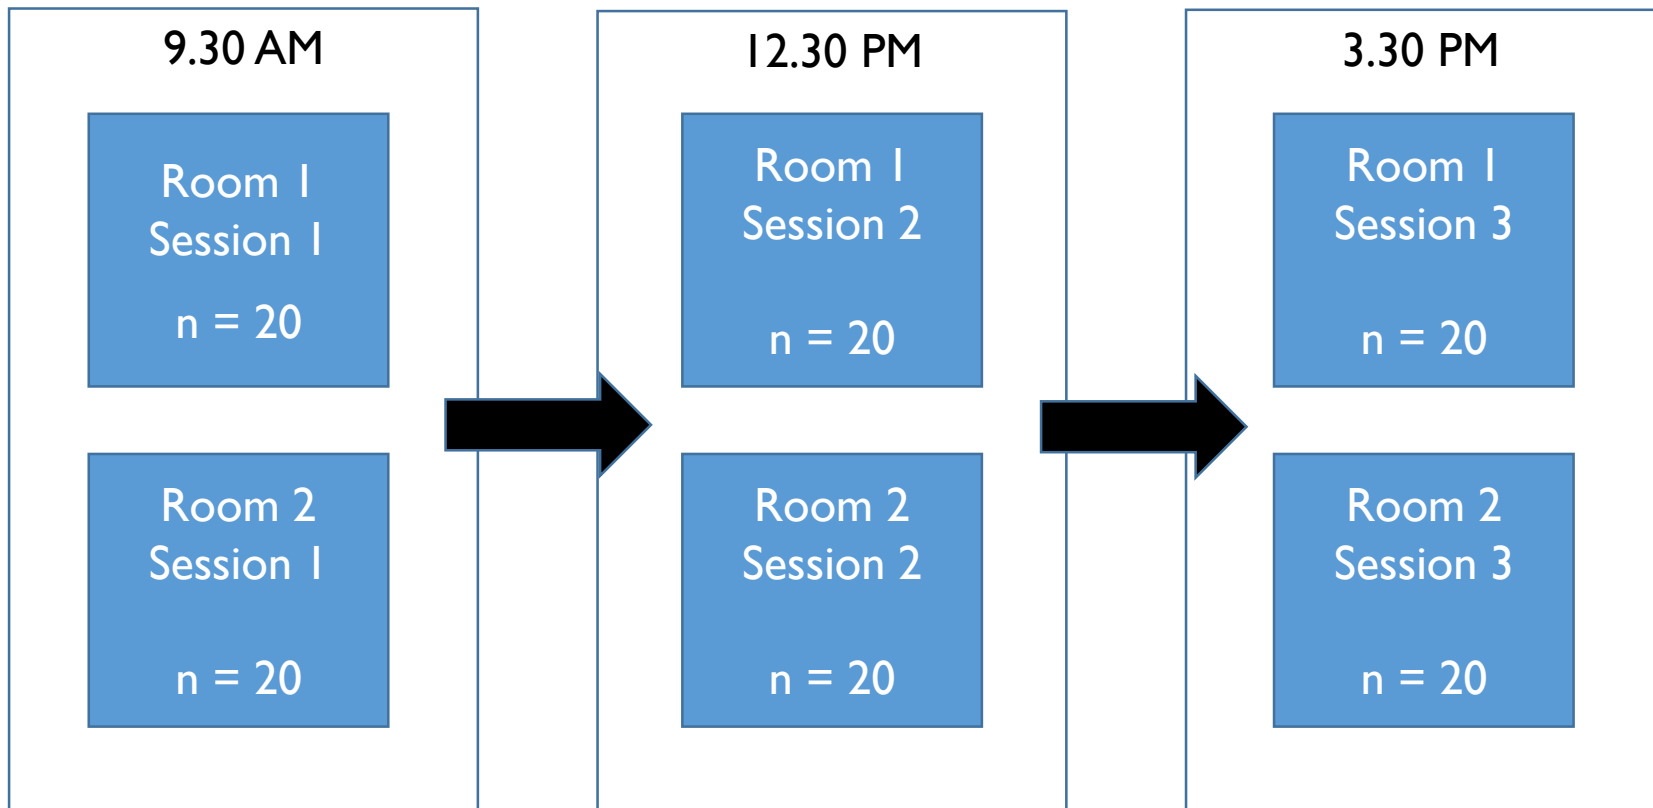 9.30 AM
Room 1
Session 1
n = 20
Room 2
Session 1
n = 20
12.30 PM
Room 1
Session 2
n = 20
Room 2
Session 2
n = 20
3.30 PM
Room 1
Session 3
n = 20
Room 2
Session 3
n = 20